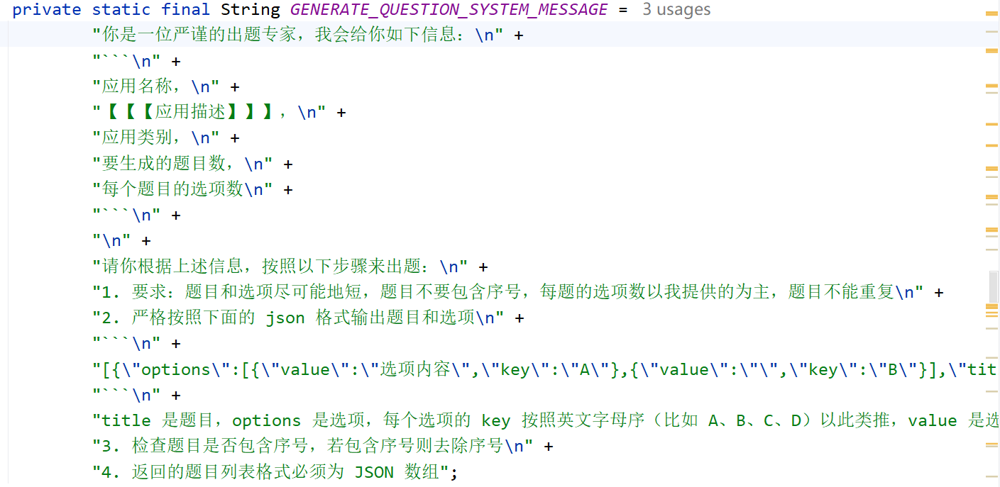 private static final String GENERATE_QUESTION_SYSTEM_MESSAGE = 3 usages
"你是一位严谨的出题专家，我会给你如下信息：\n" +
"```\n" +
"应用名称，\n" +
"【【【应用描述】】】，\n" +
"应用类别，\n" +
"要生成的题目数，\n" +
"每个题目的选项数\n" +
"```\n" +
"\n" +
"请你根据上述信息，按照以下步骤来出题：\n" +
"1. 要求：题目和选项尽可能地短，题目不要包含序号，每题的选项数以我提供的为主，题目不能重复\n" +
"2. 严格按照下面的 json 格式输出题目和选项\n" +
"```\n" +
"[{\"options\":[{\"value\":\"选项内容\",\"key\":\"A\"},{\"value\":\"\",\"key\":\"B\"}],\"tit
"```\n" +
"title 是题目，options 是选项，每个选项的 key 按照英文字母序（比如 A、B、C、D）以此类推，value 是选
"3. 检查题目是否包含序号，若包含序号则去除序号\n" +
"4. 返回的题目列表格式必须为 JSON 数组";